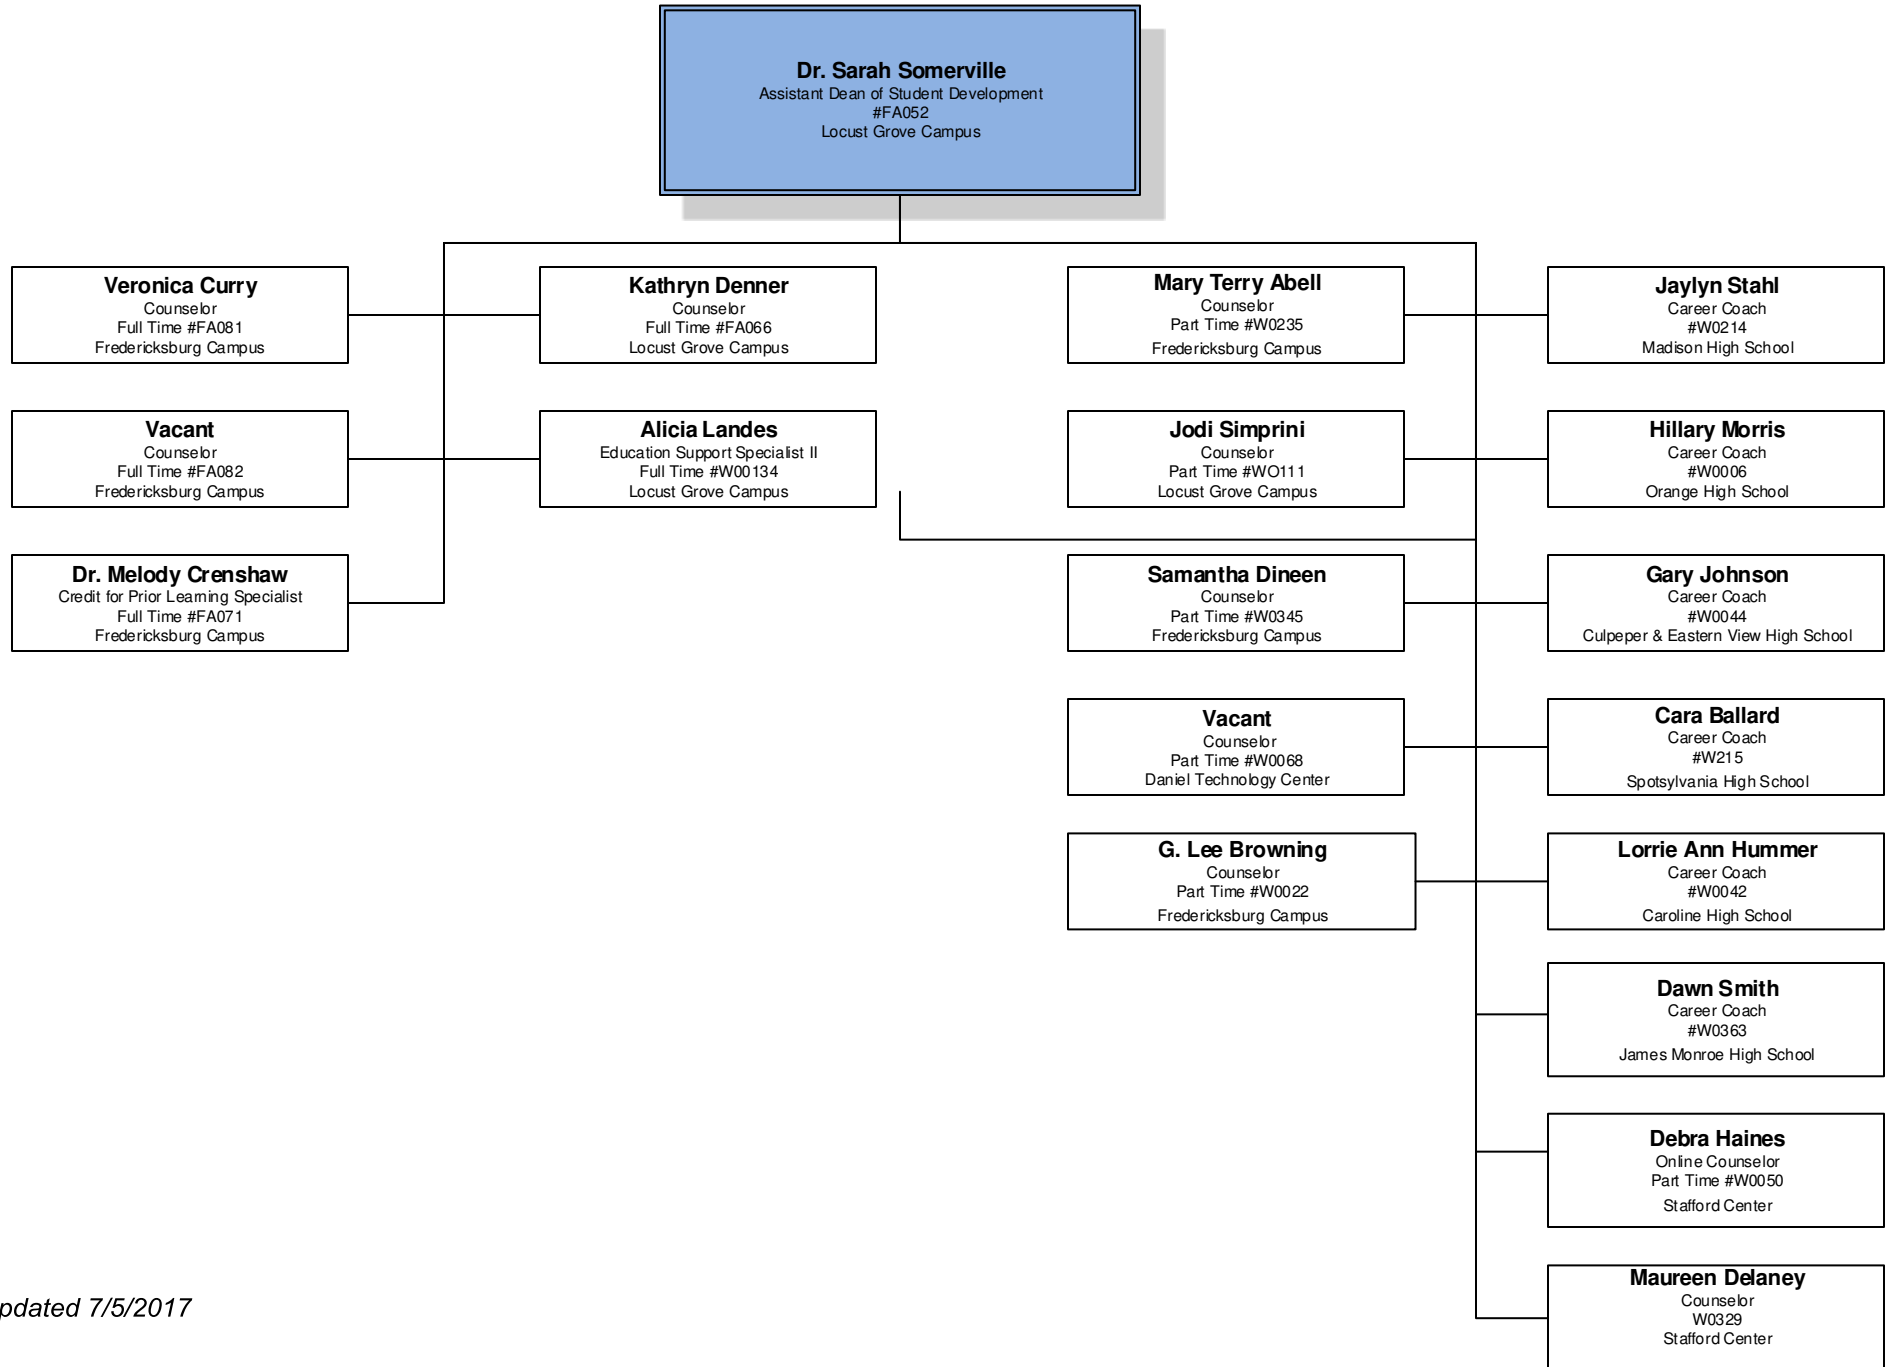 Dr. Sarah Somerville
Assistant Dean of Student Development
#FA052
Locust Grove Campus
Veronica Curry
Counselor
Full Time #FA081
Fredericksburg Campus
Kathryn Denner
Counselor
Full Time #FA066
Locust Grove Campus
Mary Terry Abell
Counselor
Part Time #W0235
Fredericksburg Campus
Jaylyn Stahl
Career Coach
#W0214
Madison High School
Vacant
Counselor
Full Time #FA082
Fredericksburg Campus
Alicia Landes
Education Support Specialist II
Full Time #W00134
Locust Grove Campus
Jodi Simprini
Counselor
Part Time #WO111
Locust Grove Campus
Hillary Morris
Career Coach
#W0006
Orange High School
Dr. Melody Crenshaw
Credit for Prior Learning Specialist
Full Time #FA071
Fredericksburg Campus
Samantha Dineen
Counselor
Part Time #W0345
Fredericksburg Campus
Gary Johnson
Career Coach
#W0044
Culpeper & Eastern View High School
Vacant
Counselor
Part Time #W0068
Daniel Technology Center
Cara Ballard
Career Coach
#W215
Spotsylvania High School
G. Lee Browning
Counselor
Part Time #W0022
Fredericksburg Campus
Lorrie Ann Hummer
Career Coach
#W0042
Caroline High School
Dawn Smith
Career Coach
#W0363
James Monroe High School
Debra Haines
Online Counselor
Part Time #W0050
Stafford Center
Maureen Delaney
Counselor
W0329
Stafford Center
pdated 7/5/2017